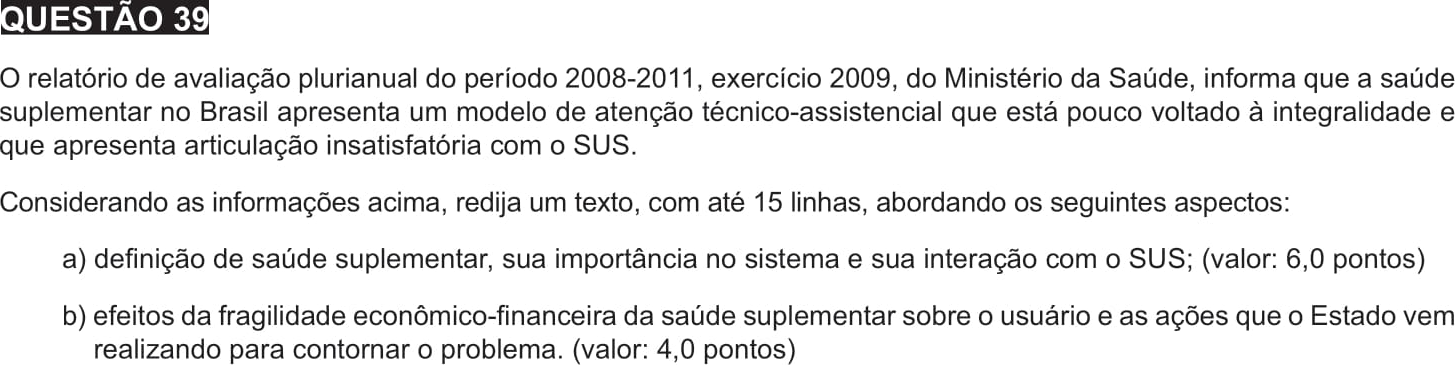 QUESTÃO 39
O relatório de avaliação plurianual do período 2008-2011, exercício 2009, do Ministério da Saúde, informa que a saúde
suplementar no Brasil apresenta um modelo de atenção técnico-assistencial que está pouco voltado à integralidade e
que apresenta articulação insatisfatória com o SUS.
Considerando as informações acima, redija um texto, com até 15 linhas, abordando os seguintes aspectos:
a) definição de saúde suplementar, sua importância no sistema e sua interação com o SUS; (valor: 6,0 pontos)
b) efeitos da fragilidade econômico-financeira da saúde suplementar sobre o usuário e as ações que o Estado vem
realizando para contornar o problema. (valor: 4,0 pontos)